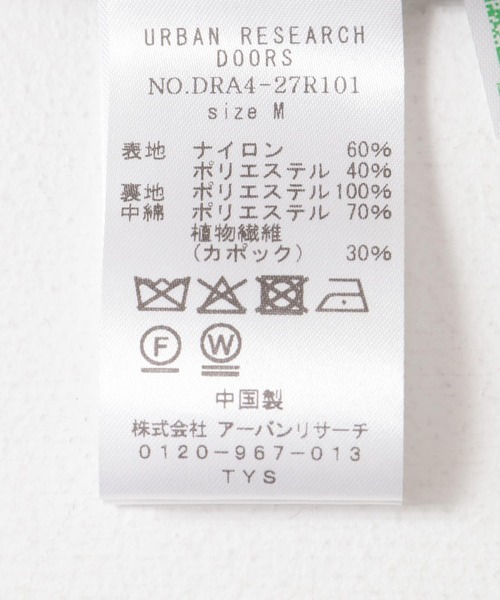 URBAN RESEARCH
DOORS
NO.DRA4-27R101
size M
表地 ナイロン 60%
ポリエステル 40%
裏地 ポリエステル 100%
中綿 ポリエステル 70%
植物繊維
(カポック) 30%
F W
中国製
株式会社 アーバンリサーチ
0120-967-013
TYS